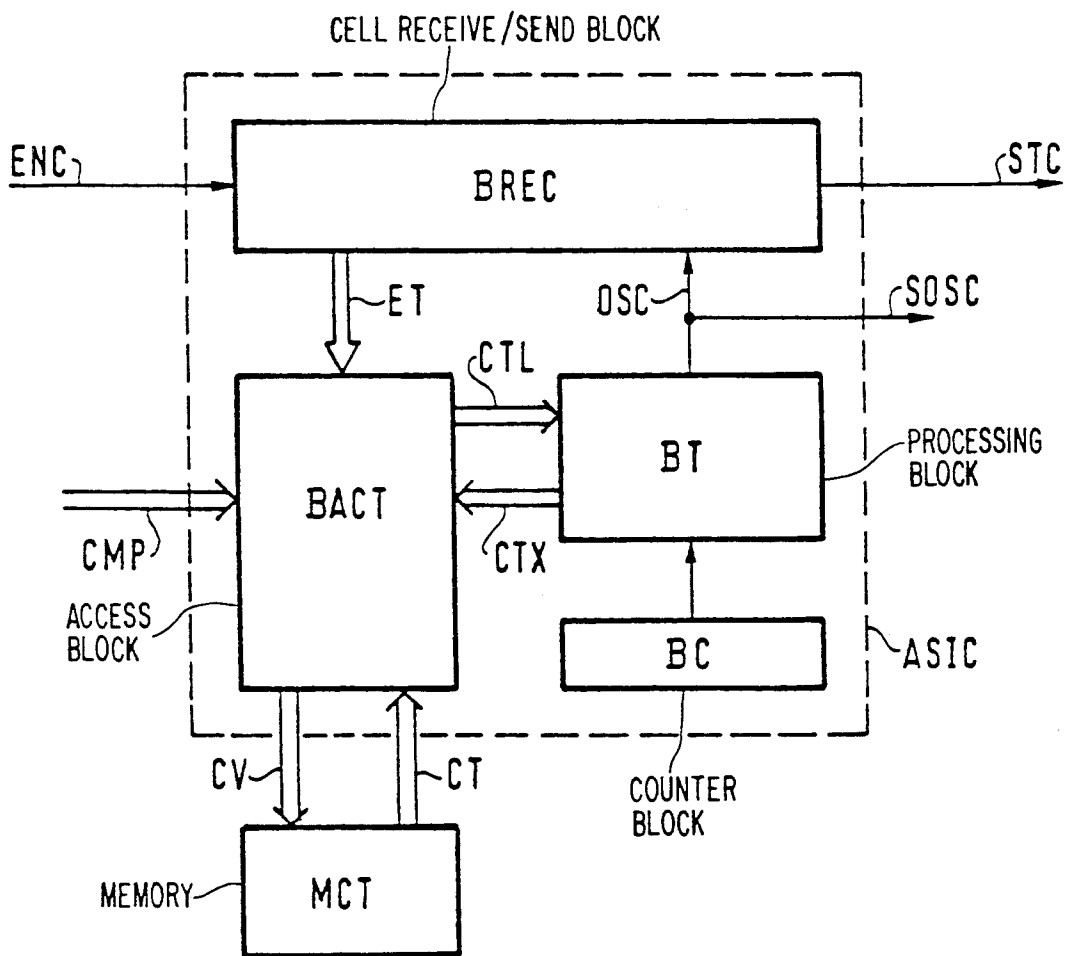 CELL RECEIVE/SEND BLOCK
ENC
BREC
STC
ET
OSC
SOSC
CTL
BT
PROCESSING
BLOCK
BACT
CMP
CTX
ACCESS
BLOCK
BC
ASIC
CV
CT
COUNTER
BLOCK
MEMORY
MCT